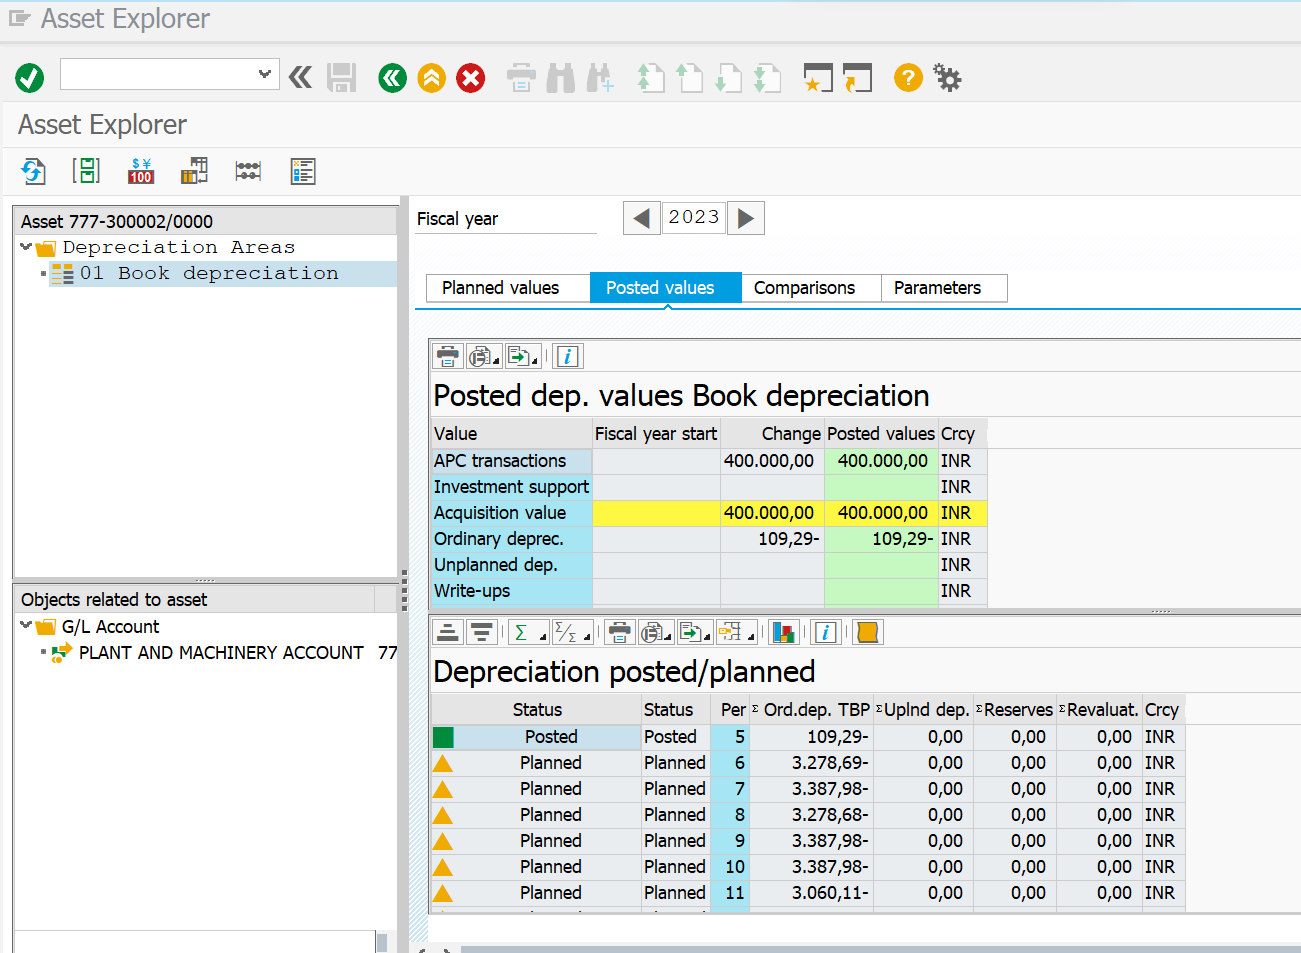 Asset Explorer
Asset Explorer
$ ¥
100
Asset 777-300002/0000
Depreciation Areas
01 Book depreciation
Fiscal year 2023
Planned values Posted values Comparisons Parameters
Posted dep. values Book depreciation
Value Fiscal year start Change Posted values Crcy
APC transactions 400.000,00 400.000,00 INR
Investment support INR
Acquisition value 400.000,00 400.000,00 INR
Ordinary deprec. 109,29- 109,29- INR
Unplanned dep. INR
Write-ups INR
Objects related to asset
G/L Account
PLANT AND MACHINERY ACCOUNT 77
Depreciation posted/planned
Status Status Per Σ Ord.dep. TBP Σ Uplnd dep. Σ Reserves Σ Revaluat. Crcy
Posted Posted 5 109,29- 0,00 0,00 0,00 INR
Planned Planned 6 3.278,69- 0,00 0,00 0,00 INR
Planned Planned 7 3.387,98- 0,00 0,00 0,00 INR
Planned Planned 8 3.278,68- 0,00 0,00 0,00 INR
Planned Planned 9 3.387,98- 0,00 0,00 0,00 INR
Planned Planned 10 3.387,98- 0,00 0,00 0,00 INR
Planned Planned 11 3.060,11- 0,00 0,00 0,00 INR